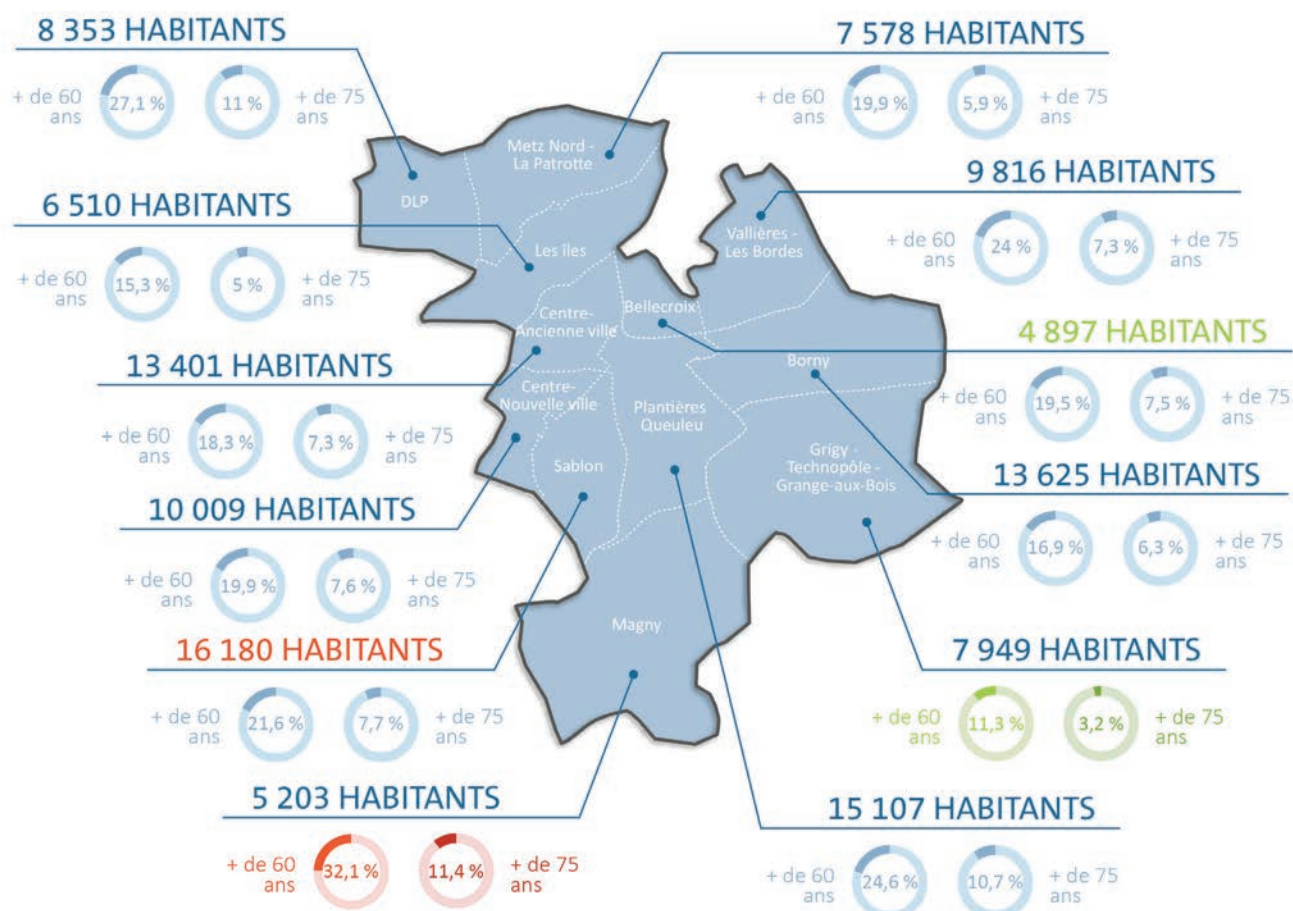 8 353 HABITANTS
+ de 60
ans
27,1 %
11 %
+ de 75
ans
7 578 HABITANTS
+ de 60
ans
19,9 %
5,9 %
+ de 75
ans
6 510 HABITANTS
+ de 60
ans
15,3 %
5 %
+ de 75
ans
9 816 HABITANTS
+ de 60
ans
24 %
7,3 %
+ de 75
ans
13 401 HABITANTS
+ de 60
ans
18,3 %
7,3 %
+ de 75
ans
4 897 HABITANTS
+ de 60
ans
19,5 %
7,5 %
+ de 75
ans
10 009 HABITANTS
+ de 60
ans
19,9 %
7,6 %
+ de 75
ans
13 625 HABITANTS
+ de 60
ans
16,9 %
6,3 %
+ de 75
ans
16 180 HABITANTS
+ de 60
ans
21,6 %
7,7 %
+ de 75
ans
7 949 HABITANTS
+ de 60
ans
11,3 %
3,2 %
+ de 75
ans
5 203 HABITANTS
+ de 60
ans
32,1 %
11,4 %
+ de 75
ans
15 107 HABITANTS
+ de 60
ans
24,6 %
10,7 %
+ de 75
ans
Metz Nord -
La Patrotte
DLP
Les îles
Vallières -
Les Bordes
Bellecroix
Centre-
Ancienne ville
Centre-
Nouvelle ville
Borny
Plantières
Queuleu
Sablon
Grigy -
Technopôle -
Grange-aux-Bois
Magny